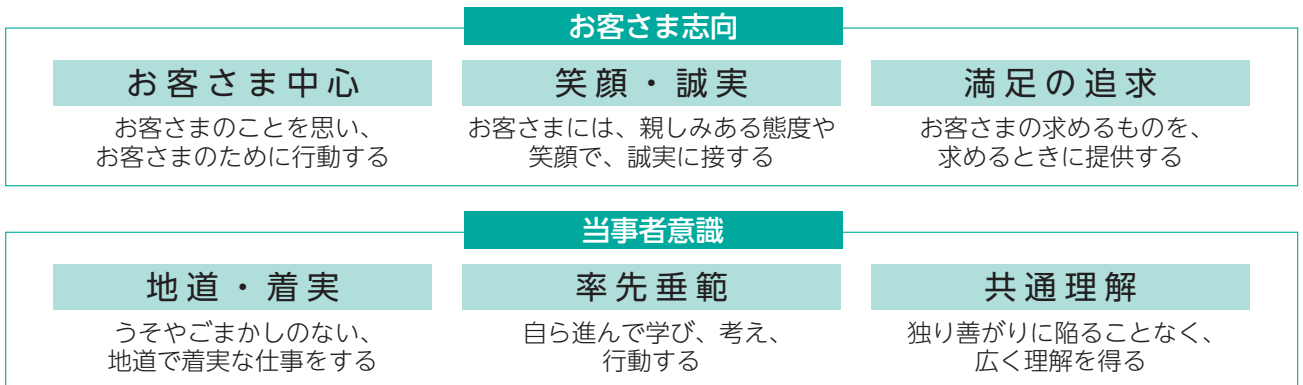 お客さま志向
お客さま中心
お客さまのことを思い、
お客さまのために行動する
笑顔・誠実
お客さまには、親しみある態度や
笑顔で、誠実に接する
満足の追求
お客さまの求めるものを、
求めるときに提供する
当事者意識
地道・着実
うそやごまかしのない、
地道で着実な仕事をする
率先垂範
自ら進んで学び、考え、
行動する
共通理解
独り善がりに陥ることなく、
広く理解を得る